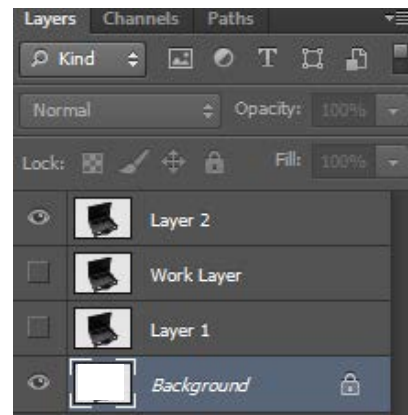 Layers Channels Paths
Kind T
Normal Opacity: 100%
Lock: Fill: 100%
Layer 2
Work Layer
Layer 1
Background